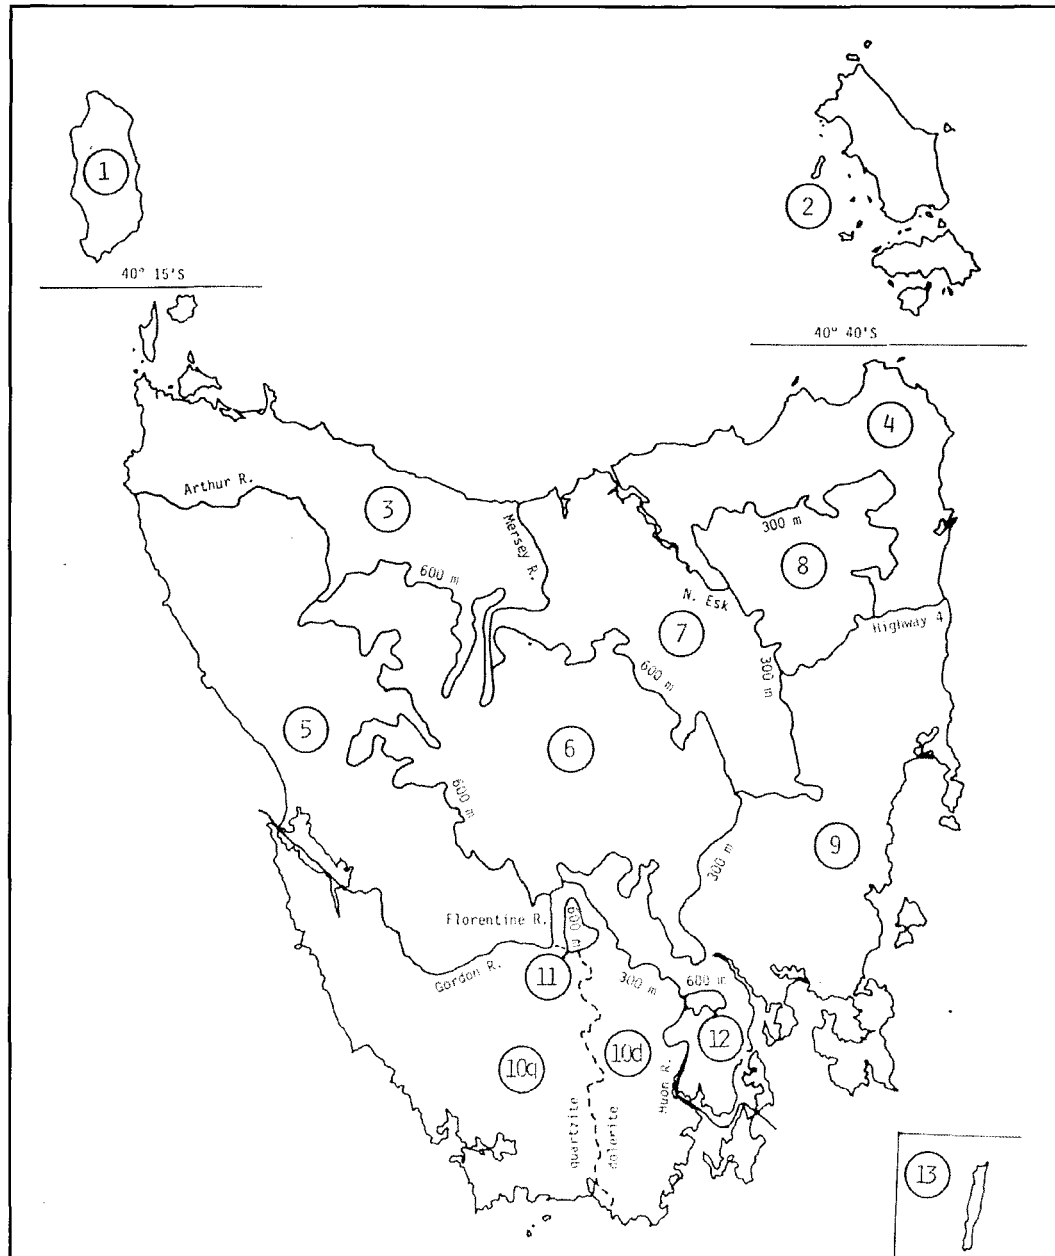 1
2
40° 15'S
40° 40'S
4
Arthur R.
3
Mersey R.
300 m
8
600 m
N. Esk
7
Highway 4
600 m
300 m
5
6
600 m
9
300 m
Florentine R.
600 m
11
Gordon R.
300 m
600 m
12
10d
10q
Huon R.
quartzite
dolerite
13